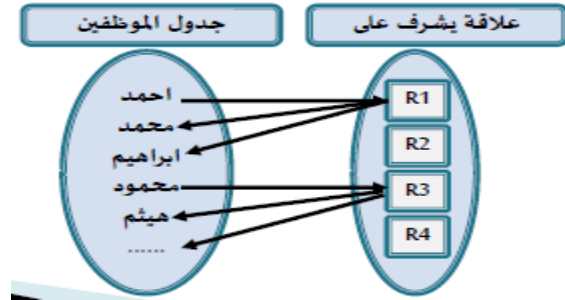 علاقة يشرف على
جدول الموظفين
احمد
محمد
ابراهيم
محمود
هيثم
......
R1
R2
R3
R4